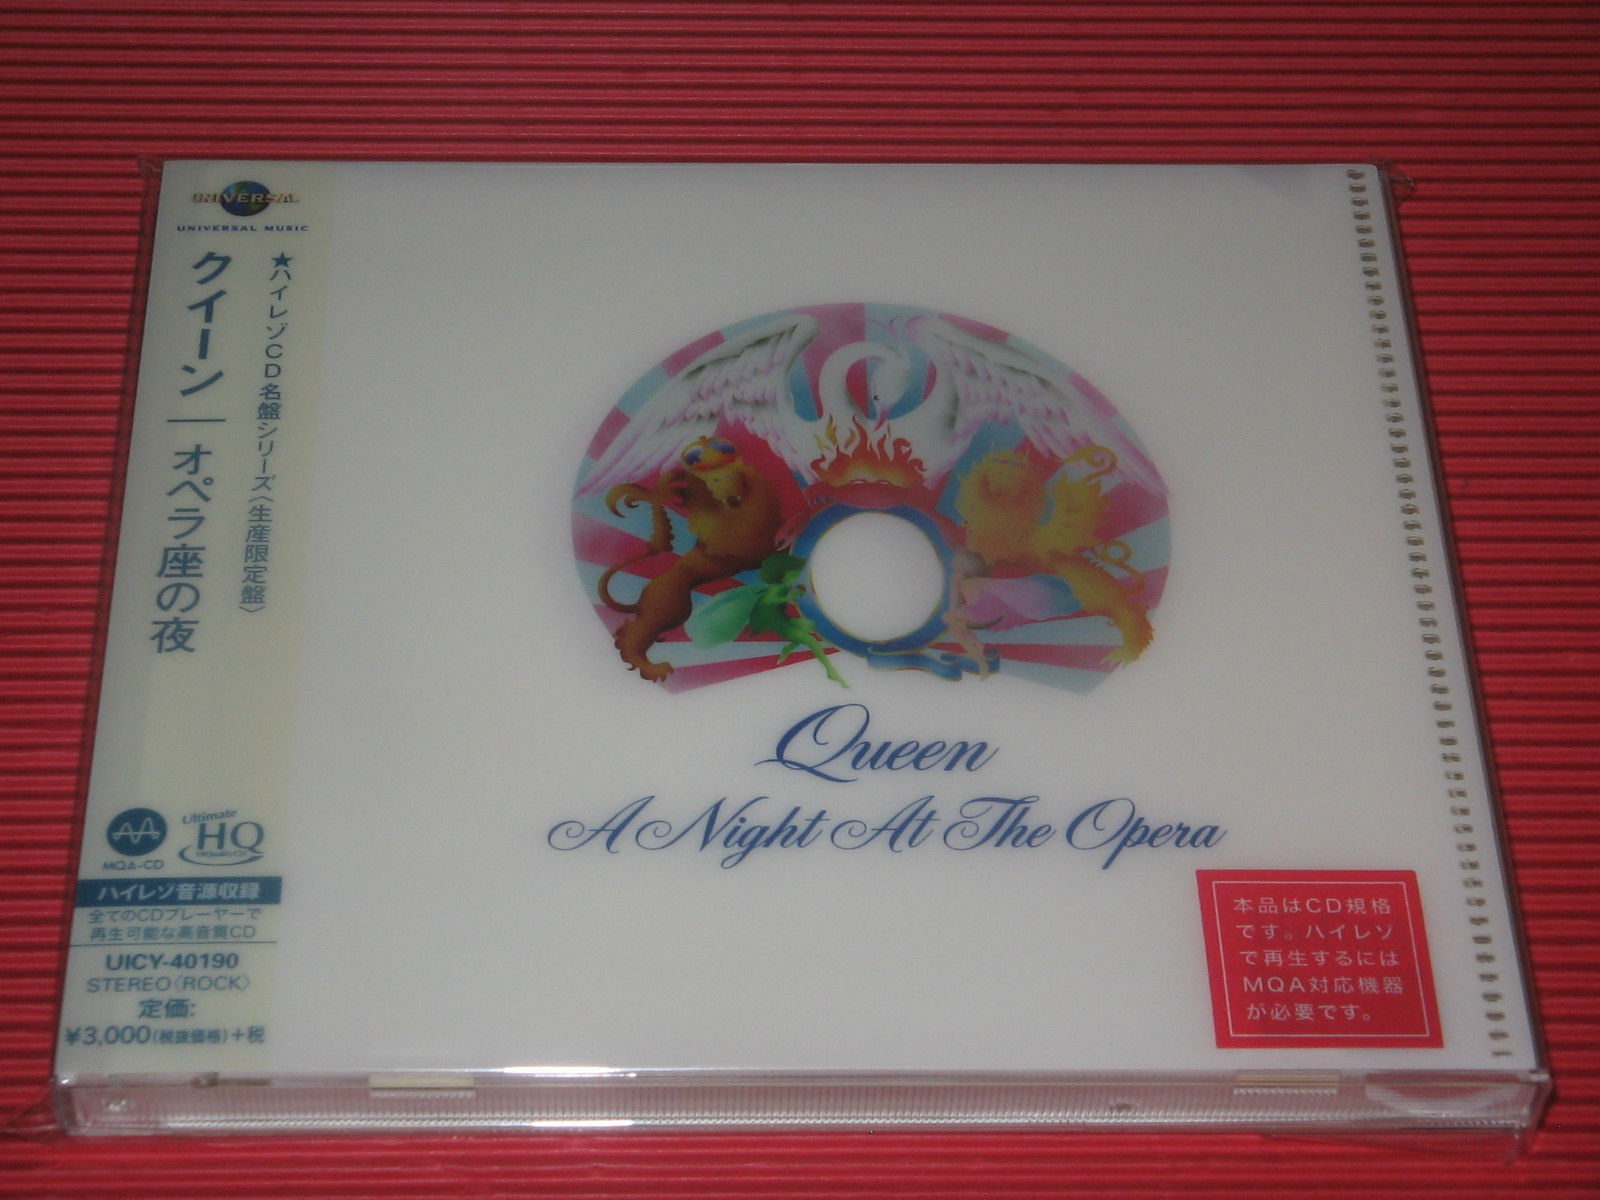 UNIVERSAL
UNIVERSAL MUSIC
★ハイレゾCD名盤シリーズ〈生産限定盤〉
クイーン｜オペラ座の夜
MQA-CD
Ultimate
HQ
HiQualityCD
ハイレゾ音源収録
全てのCDプレーヤーで
再生可能な高音質CD
UICY-40190
STEREO〈ROCK〉
定価:
¥3,000(税抜価格)+税
Queen
A Night At The Opera
本品はCD規格
です。ハイレゾ
で再生するには
MQA対応機器
が必要です。